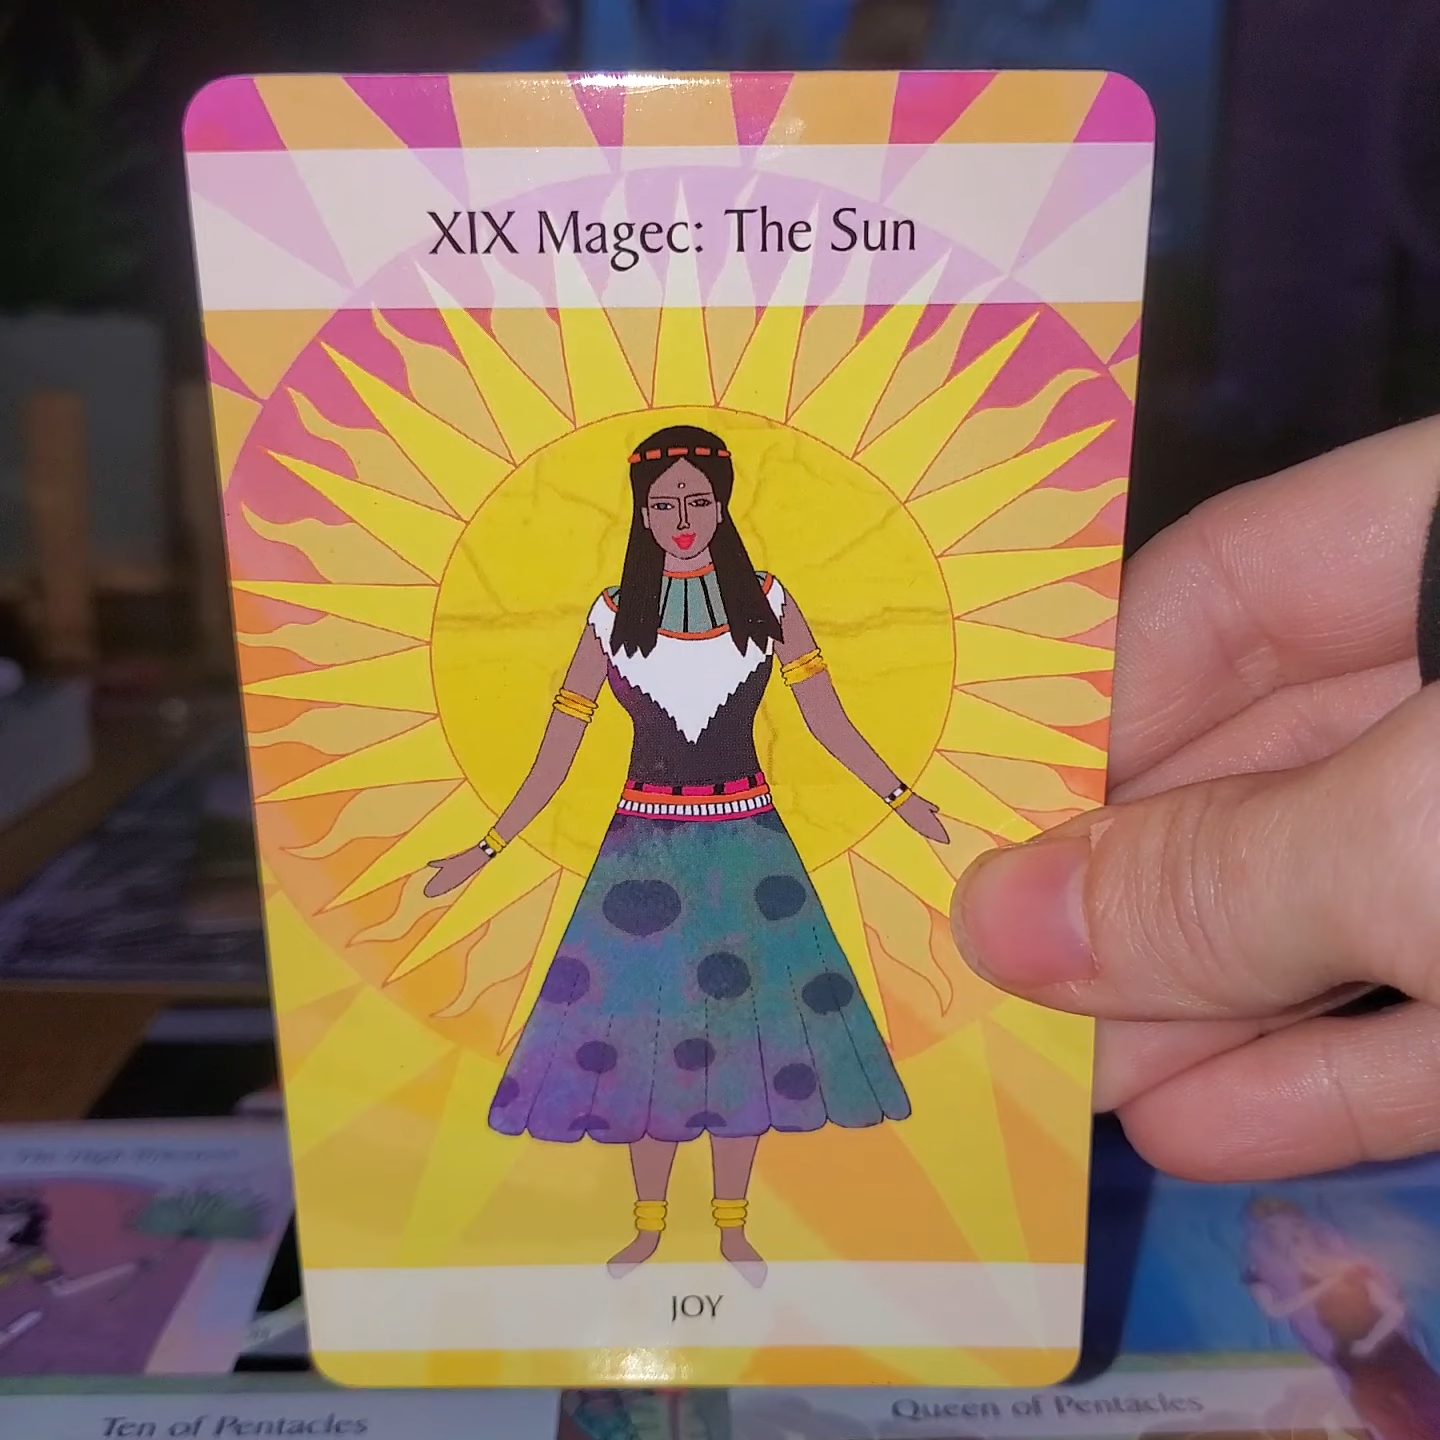 XIX Magec: The Sun
JOY
Ten of Pentacles
Queen of Pentacles